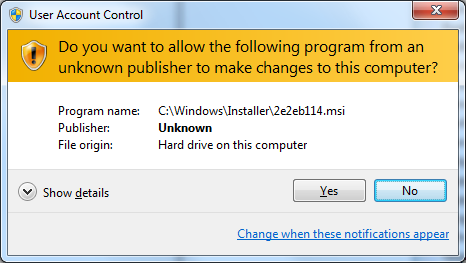 User Account Control
Do you want to allow the following program from an
unknown publisher to make changes to this computer?
Program name: C:\Windows\Installer\2e2eb114.msi
Publisher: Unknown
File origin: Hard drive on this computer
Show details
Yes
No
Change when these notifications appear